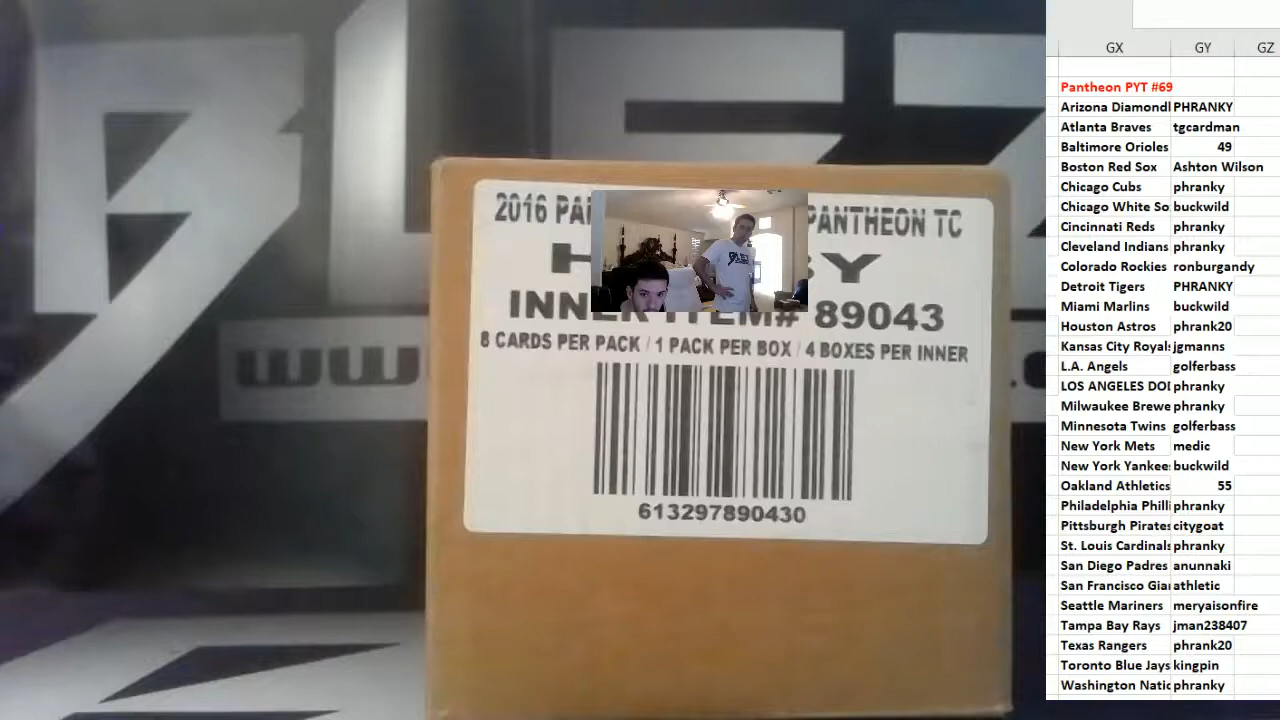 GX GY GZ
Pantheon PYT #69
Arizona Diamondl PHRANKY
Atlanta Braves tgcardman
Baltimore Orioles 49
Boston Red Sox Ashton Wilson
Chicago Cubs phranky
Chicago White So buckwild
Cincinnati Reds phranky
Cleveland Indians phranky
Colorado Rockies ronburgandy
Detroit Tigers PHRANKY
Miami Marlins buckwild
Houston Astros phrank20
Kansas City Royals jgmanns
L.A. Angels golferbass
LOS ANGELES DOD phranky
Milwaukee Brewe phranky
Minnesota Twins golferbass
New York Mets medic
New York Yankees buckwild
Oakland Athletics 55
Philadelphia Philli phranky
Pittsburgh Pirates citygoat
St. Louis Cardinals phranky
San Diego Padres anunnaki
San Francisco Gia athletic
Seattle Mariners meryaisonfire
Tampa Bay Rays jman238407
Texas Rangers phrank20
Toronto Blue Jays kingpin
Washington Natic phranky
2016 PANTHEON TC
INNER ITEM# 89043
8 CARDS PER PACK / 1 PACK PER BOX / 4 BOXES PER INNER
613297890430